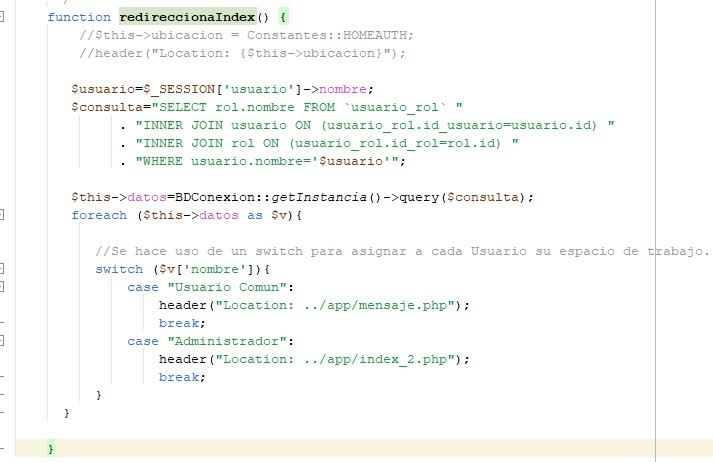 function redireccionaIndex() {
//$this->ubicacion = Constantes::HOMEAUTH;
//header("Location: {$this->ubicacion}");
$usuario=$_SESSION['usuario']->nombre;
$consulta="SELECT rol.nombre FROM `usuario_rol` "
. "INNER JOIN usuario ON (usuario_rol.id_usuario=usuario.id) "
. "INNER JOIN rol ON (usuario_rol.id_rol=rol.id) "
. "WHERE usuario.nombre='$usuario'";
$this->datos=BDConexion::getInstancia()->query($consulta);
foreach ($this->datos as $v){
//Se hace uso de un switch para asignar a cada Usuario su espacio de trabajo.
switch ($v['nombre']){
case "Usuario Comun":
header("Location: ../app/mensaje.php");
break;
case "Administrador":
header("Location: ../app/index_2.php");
break;
}
}
}